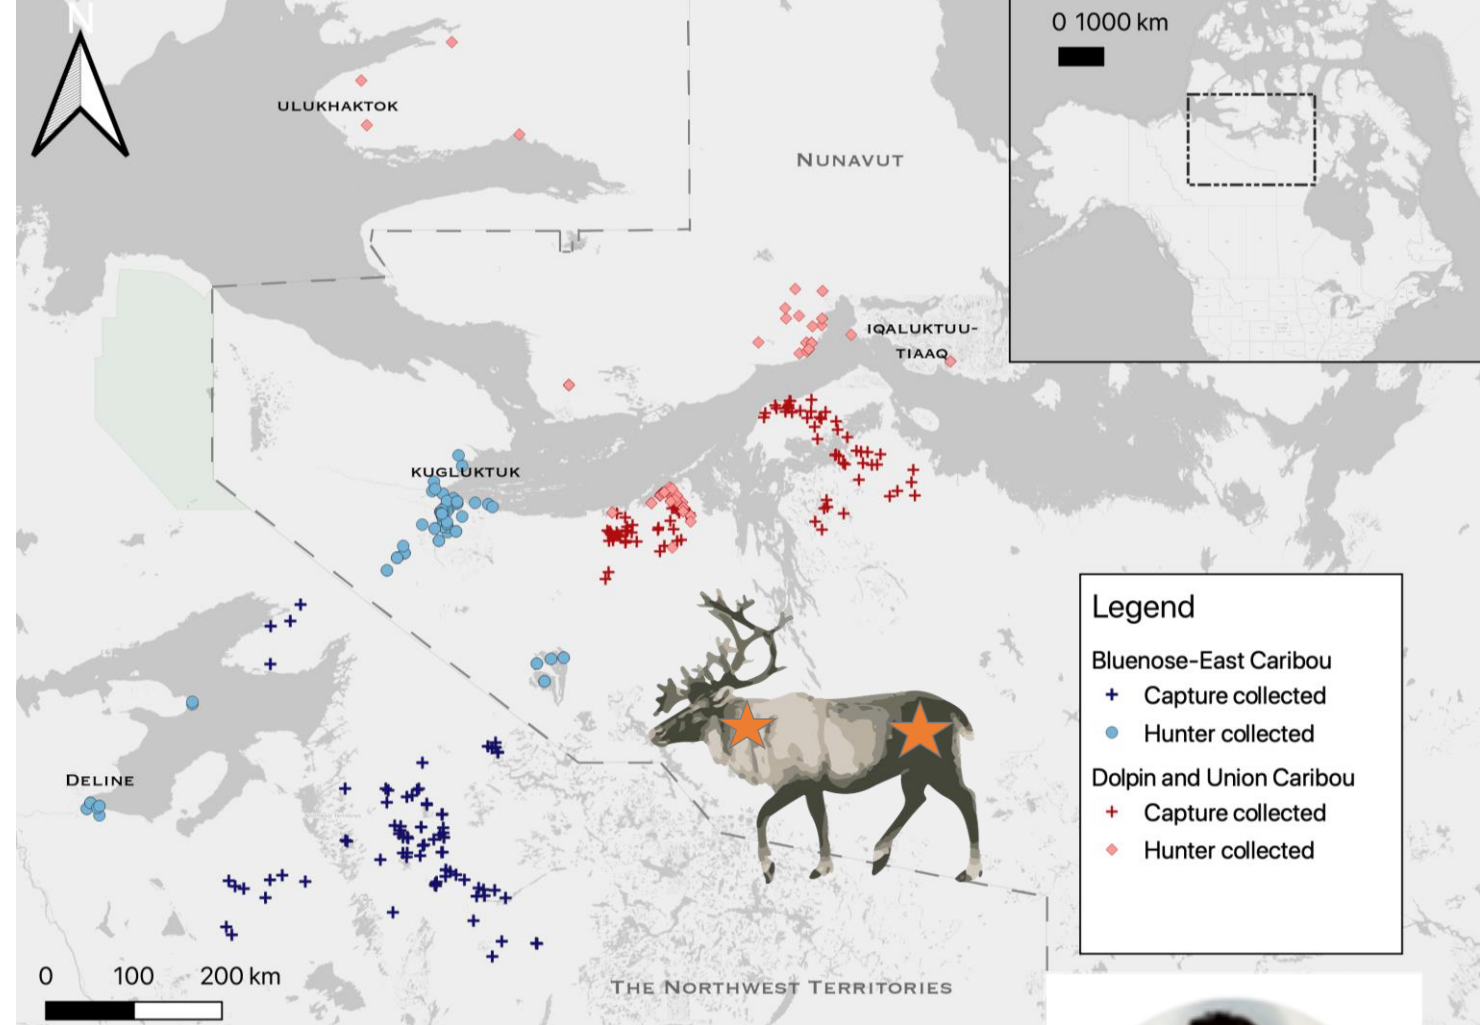 N
0 1000 km
ULUKHAKTOK
NUNAVUT
IQALUKTUU-
TIAAQ
KUGLUKTUK
DELINE
Legend
Bluenose-East Caribou
Capture collected
Hunter collected
Dolpin and Union Caribou
Capture collected
Hunter collected
0 100 200 km
THE NORTHWEST TERRITORIES